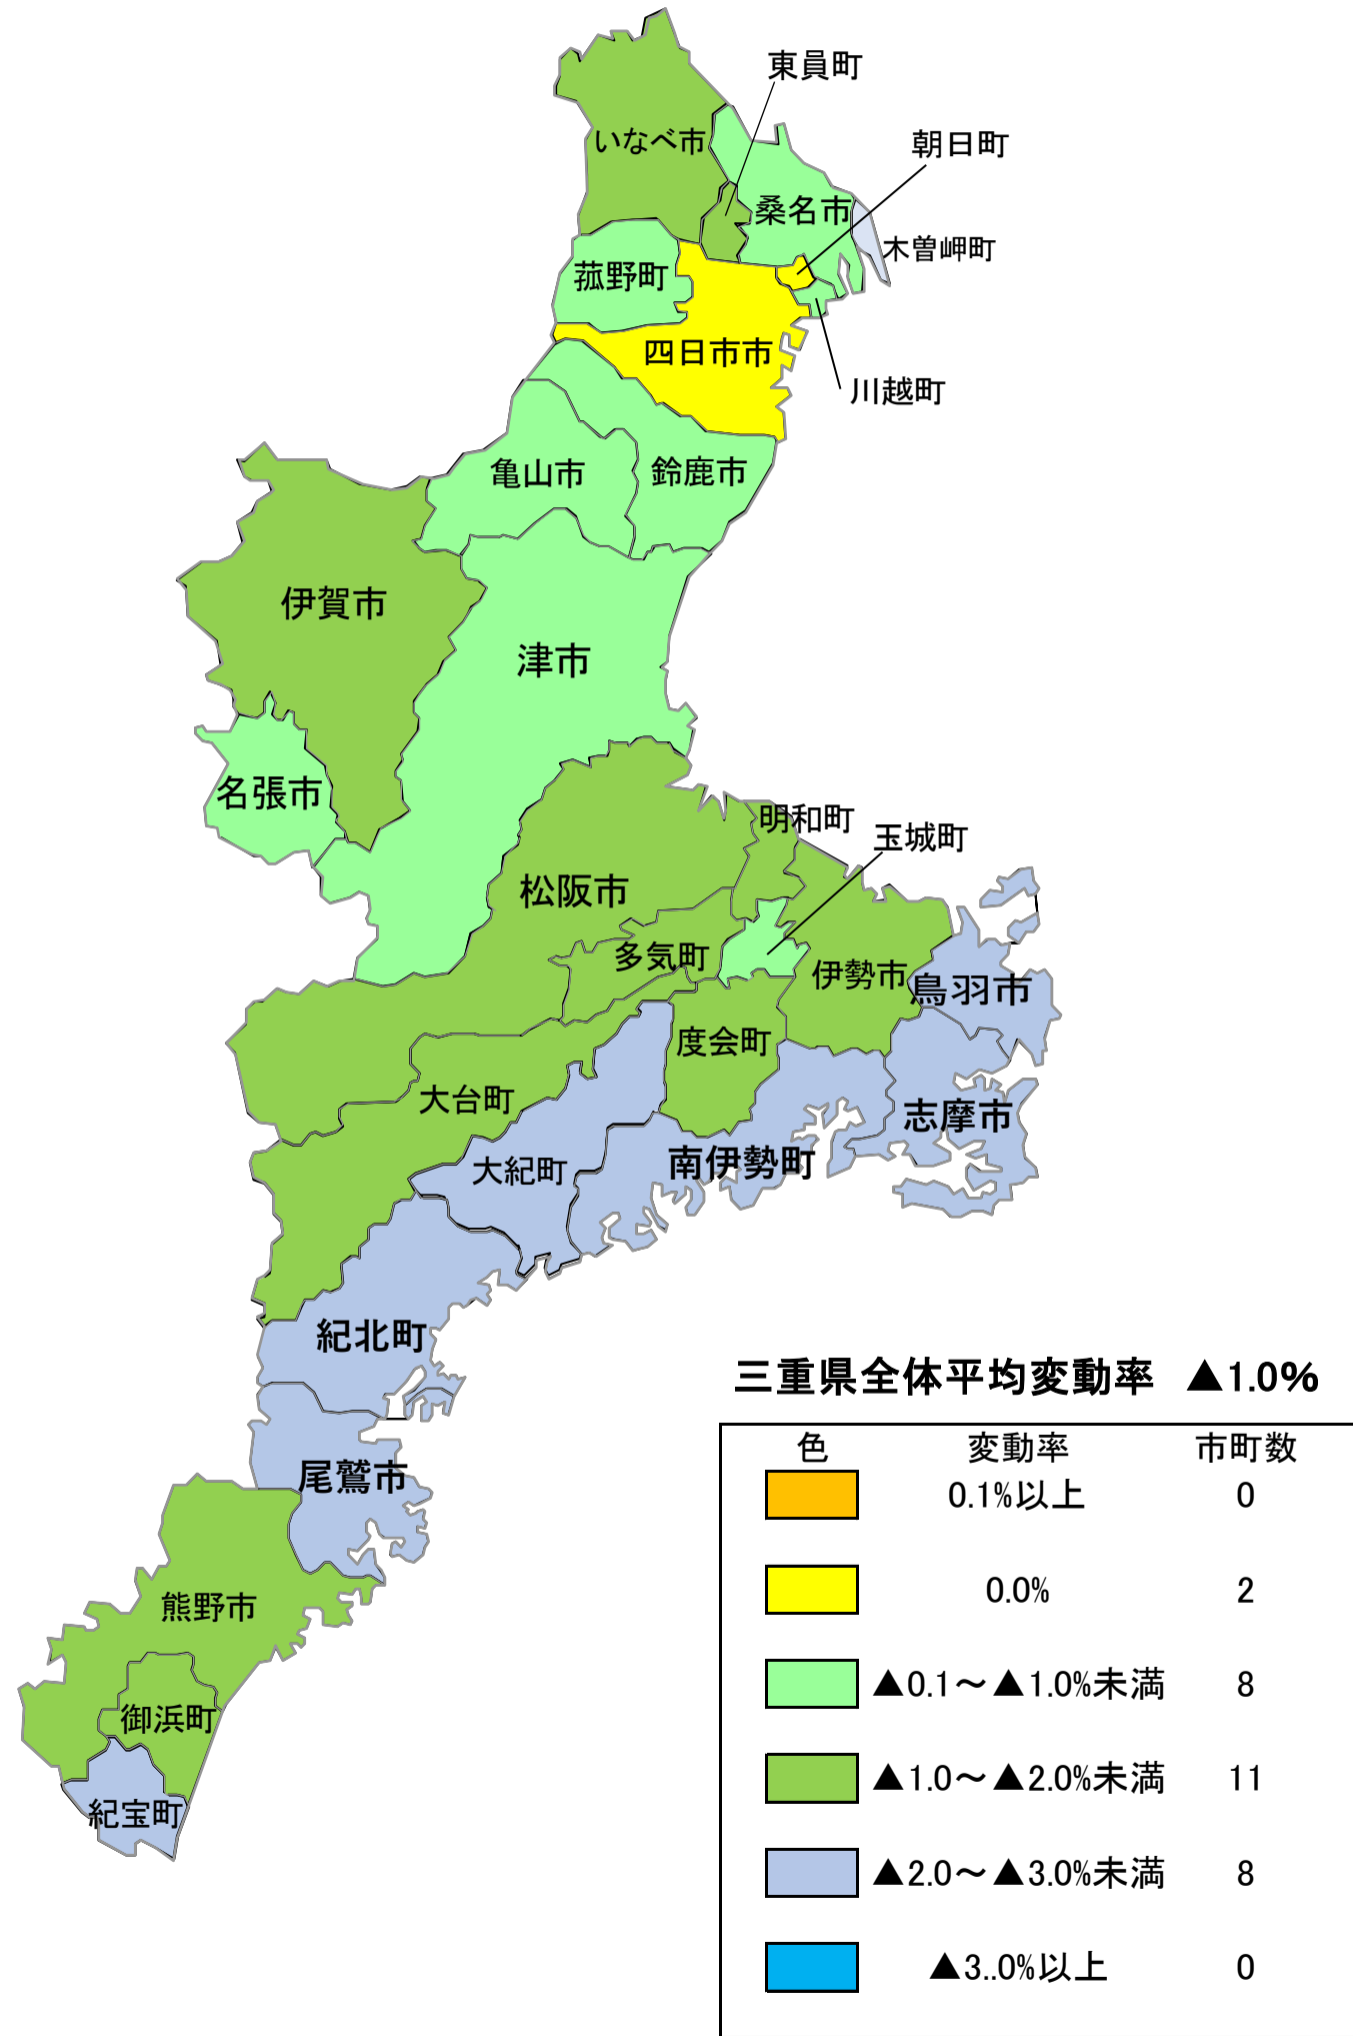 東員町
いなべ市
朝日町
桑名市
木曽岬町
菰野町
四日市市
川越町
亀山市
鈴鹿市
伊賀市
津市
名張市
明和町
玉城町
松阪市
多気町
伊勢市
鳥羽市
度会町
大台町
志摩市
南伊勢町
大紀町
紀北町
三重県全体平均変動率 ▲1.0%
色 変動率 市町数
尾鷲市
0.1%以上 0
0.0% 2
熊野市
▲0.1～▲1.0%未満 8
御浜町
▲1.0～▲2.0%未満 11
紀宝町
▲2.0～▲3.0%未満 8
▲3..0%以上 0